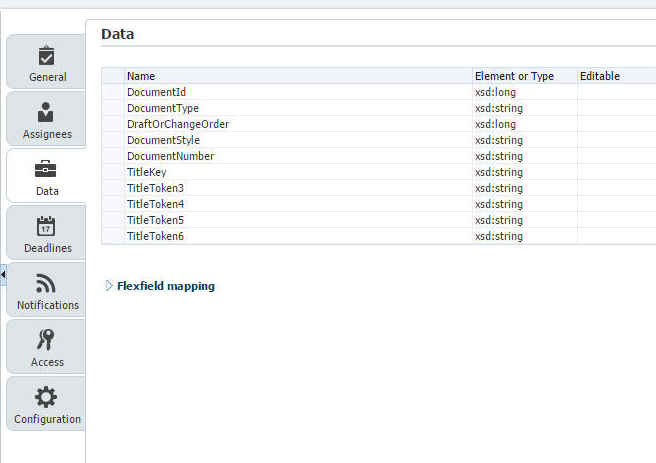 Data
General
Assignees
Data
Deadlines
Notifications
Access
Configuration
17
Name Element or Type Editable
DocumentId xsd:long
DocumentType xsd:string
DraftOrChangeOrder xsd:long
DocumentStyle xsd:string
DocumentNumber xsd:string
TitleKey xsd:string
TitleToken3 xsd:string
TitleToken4 xsd:string
TitleToken5 xsd:string
TitleToken6 xsd:string
Flexfield mapping